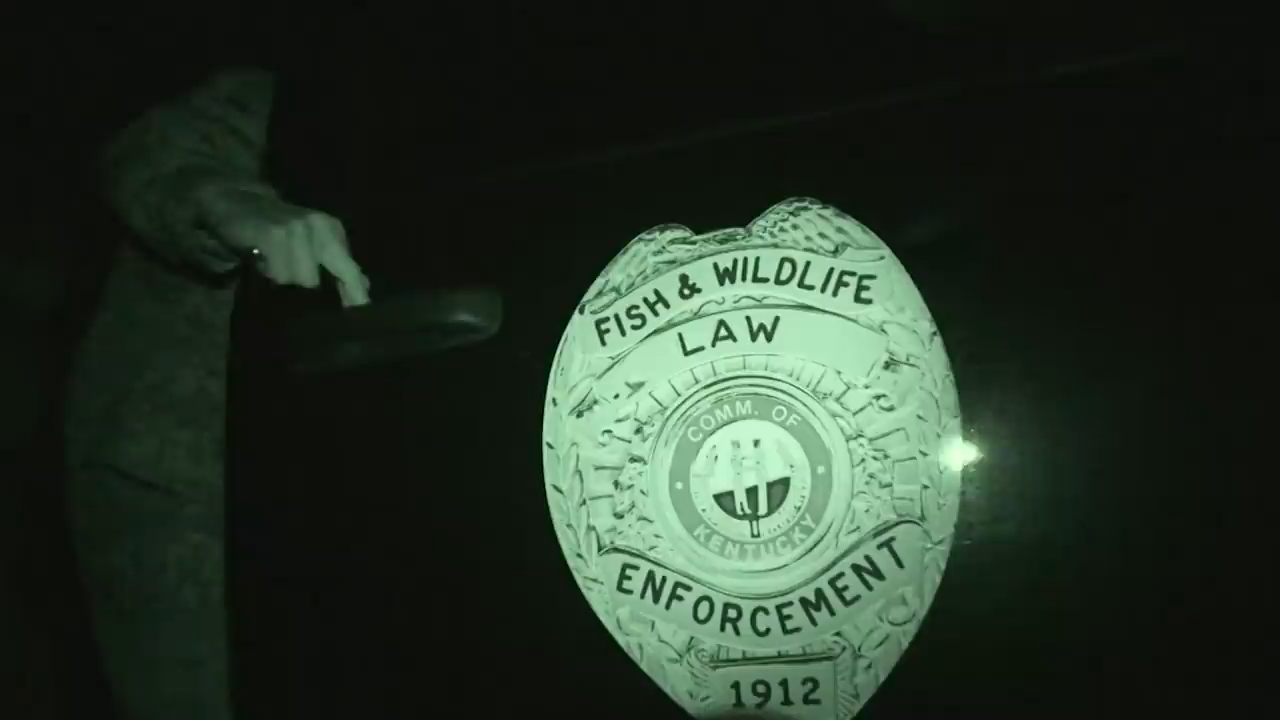 FISH & WILDLIFE
LAW
COMM. OF
KENTUCKY
ENFORCEMENT
1912